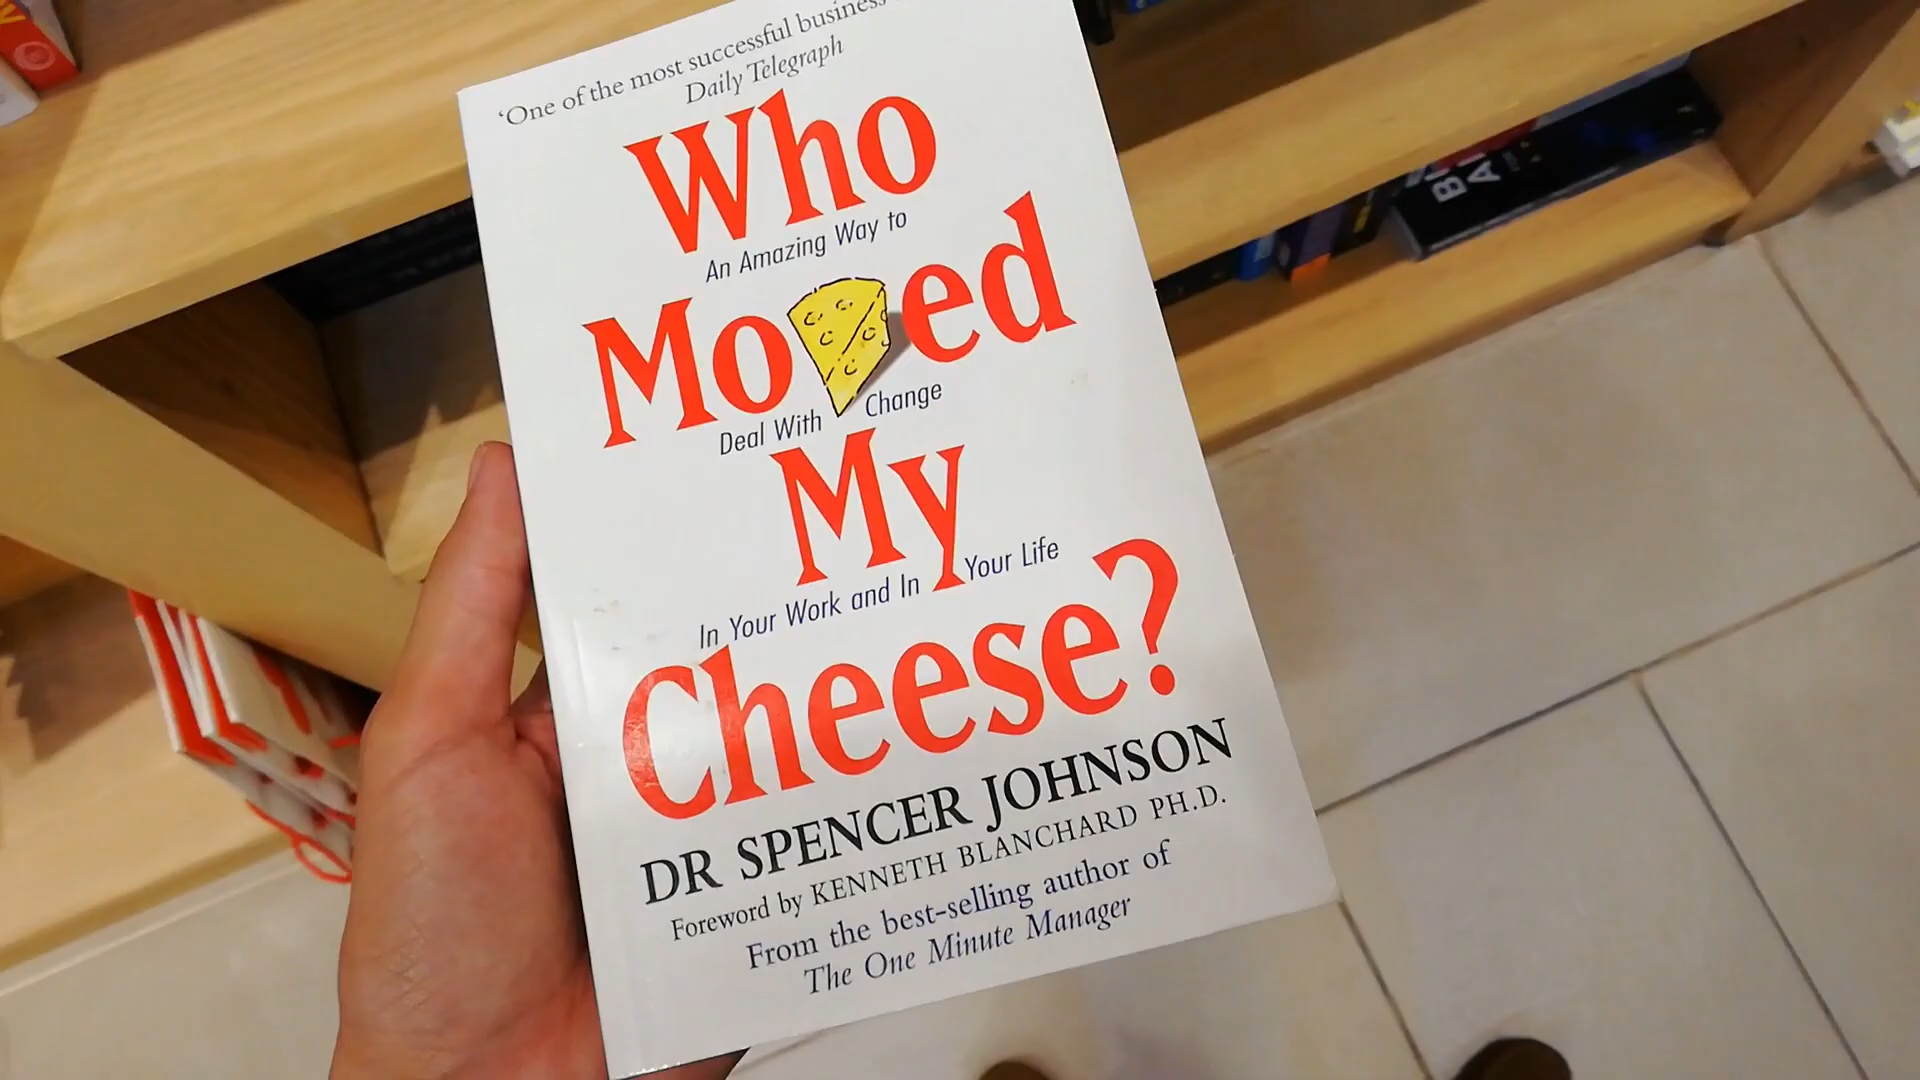 ‘One of the most successful business
Daily Telegraph
Who
An Amazing Way to
Mo ed
Deal With Change
My
In Your Work and In Your Life
Cheese?
DR SPENCER JOHNSON
Foreword by KENNETH BLANCHARD PH.D.
From the best-selling author of
The One Minute Manager